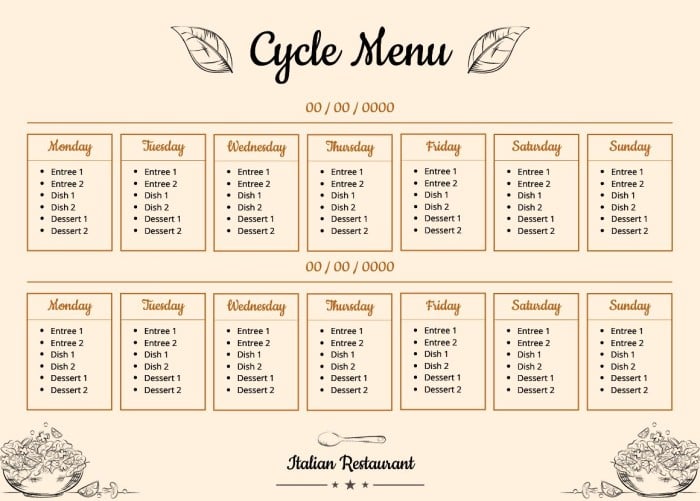 Cycle Menu
00 / 00 / 0000
Monday
• Entree 1
• Entree 2
• Dish 1
• Dish 2
• Dessert 1
• Dessert 2
Tuesday
• Entree 1
• Entree 2
• Dish 1
• Dish 2
• Dessert 1
• Dessert 2
Wednesday
• Entree 1
• Entree 2
• Dish 1
• Dish 2
• Dessert 1
• Dessert 2
Thursday
• Entree 1
• Entree 2
• Dish 1
• Dish 2
• Dessert 1
• Dessert 2
Friday
• Entree 1
• Entree 2
• Dish 1
• Dish 2
• Dessert 1
• Dessert 2
Saturday
• Entree 1
• Entree 2
• Dish 1
• Dish 2
• Dessert 1
• Dessert 2
Sunday
• Entree 1
• Entree 2
• Dish 1
• Dish 2
• Dessert 1
• Dessert 2
00 / 00 / 0000
Monday
• Entree 1
• Entree 2
• Dish 1
• Dish 2
• Dessert 1
• Dessert 2
Tuesday
• Entree 1
• Entree 2
• Dish 1
• Dish 2
• Dessert 1
• Dessert 2
Wednesday
• Entree 1
• Entree 2
• Dish 1
• Dish 2
• Dessert 1
• Dessert 2
Thursday
• Entree 1
• Entree 2
• Dish 1
• Dish 2
• Dessert 1
• Dessert 2
Friday
• Entree 1
• Entree 2
• Dish 1
• Dish 2
• Dessert 1
• Dessert 2
Saturday
• Entree 1
• Entree 2
• Dish 1
• Dish 2
• Dessert 1
• Dessert 2
Sunday
• Entree 1
• Entree 2
• Dish 1
• Dish 2
• Dessert 1
• Dessert 2
Italian Restaurant